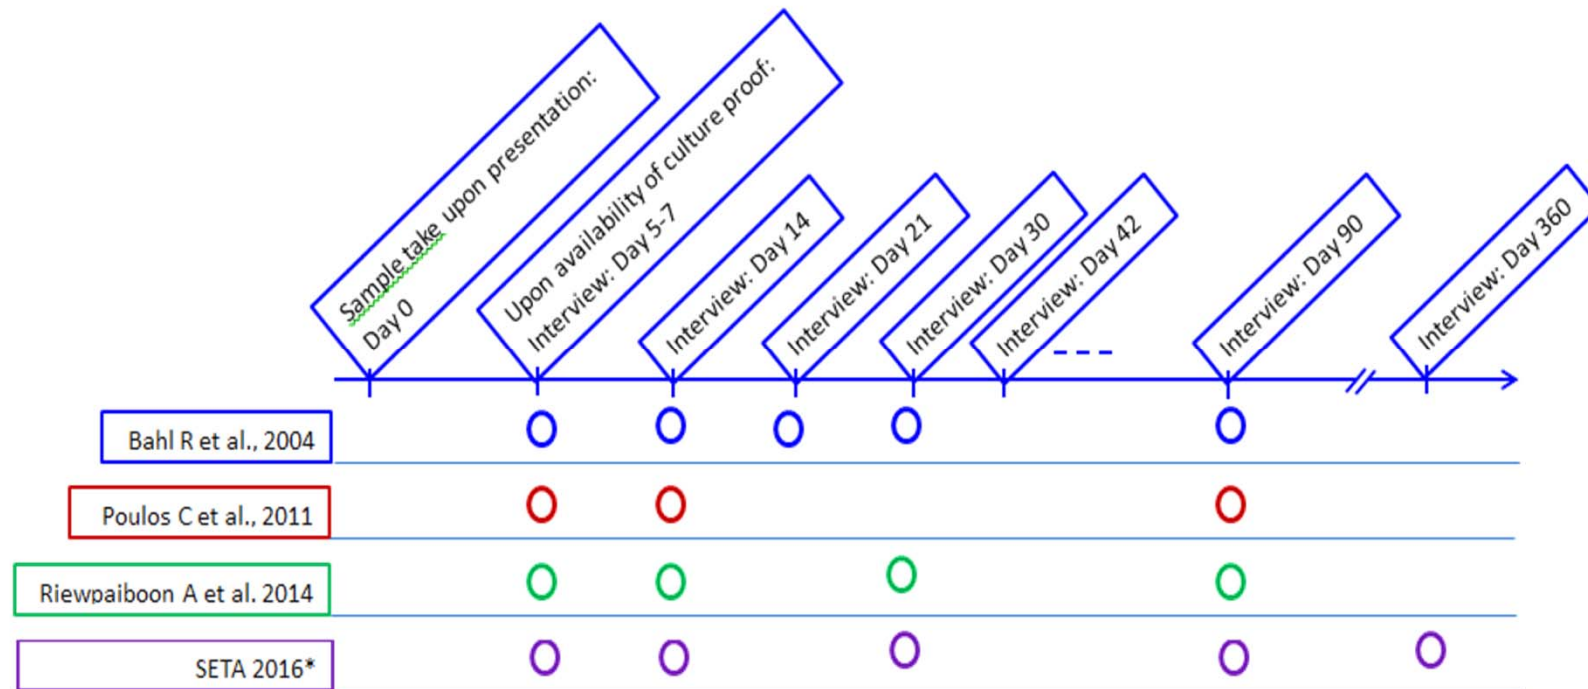 Sample take upon presentation:
Day 0
Upon availability of culture proof:
Interview: Day 5-7
Interview: Day 14
Interview: Day 21
Interview: Day 30
Interview: Day 42
Interview: Day 90
Interview: Day 360
Bahl R et al., 2004
Poulos C et al., 2011
Riewpaiboon A et al. 2014
SETA 2016*